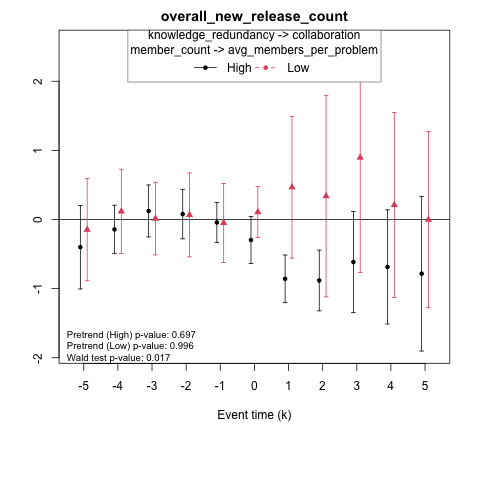 overall_new_release_count
knowledge_redundancy -> collaboration
member_count -> avg_members_per_problem
High Low
2
1
0
-1
-2
Pretrend (High) p-value: 0.697
Pretrend (Low) p-value: 0.996
Wald test p-value: 0.017
-5 -4 -3 -2 -1 0 1 2 3 4 5
Event time (k)